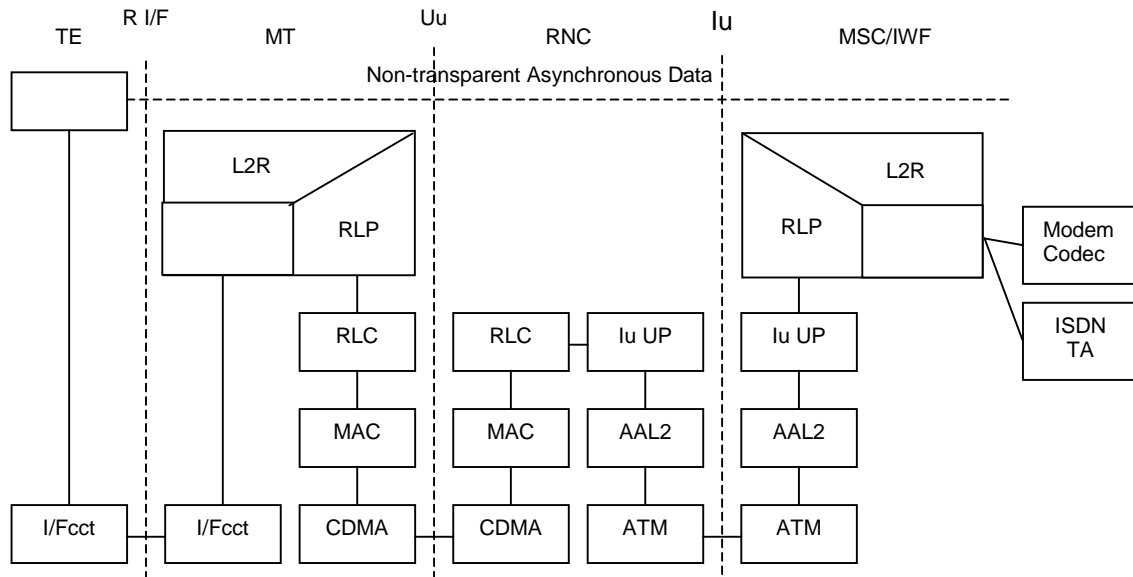 R I/F
Uu
Iu
TE
MT
RNC
MSC/IWF
Non-transparent Asynchronous Data
L2R
RLP
L2R
RLP
Modem
Codec
ISDN
TA
RLC
RLC
Iu UP
Iu UP
MAC
MAC
AAL2
AAL2
I/Fcct
I/Fcct
CDMA
CDMA
ATM
ATM